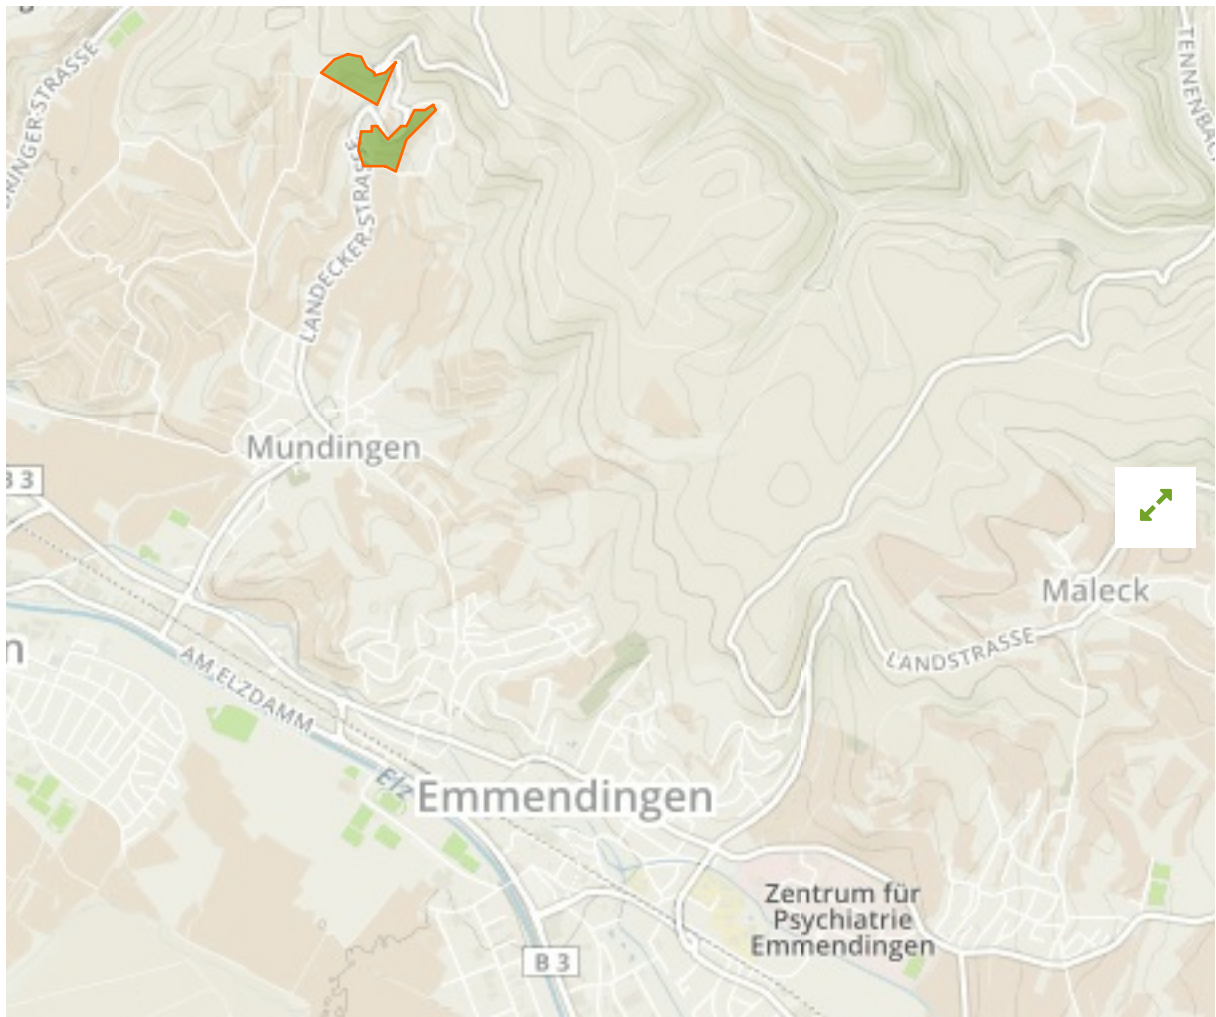 TENNENBAC
RINGER-STRASSE
LANDECKER-STRASSE
Mundingen
B 3
Maleck
LANDSTRASSE
n
AM ELZDAMM
Elz
Emmendingen
Zentrum für
Psychiatrie
Emmendingen
B 3